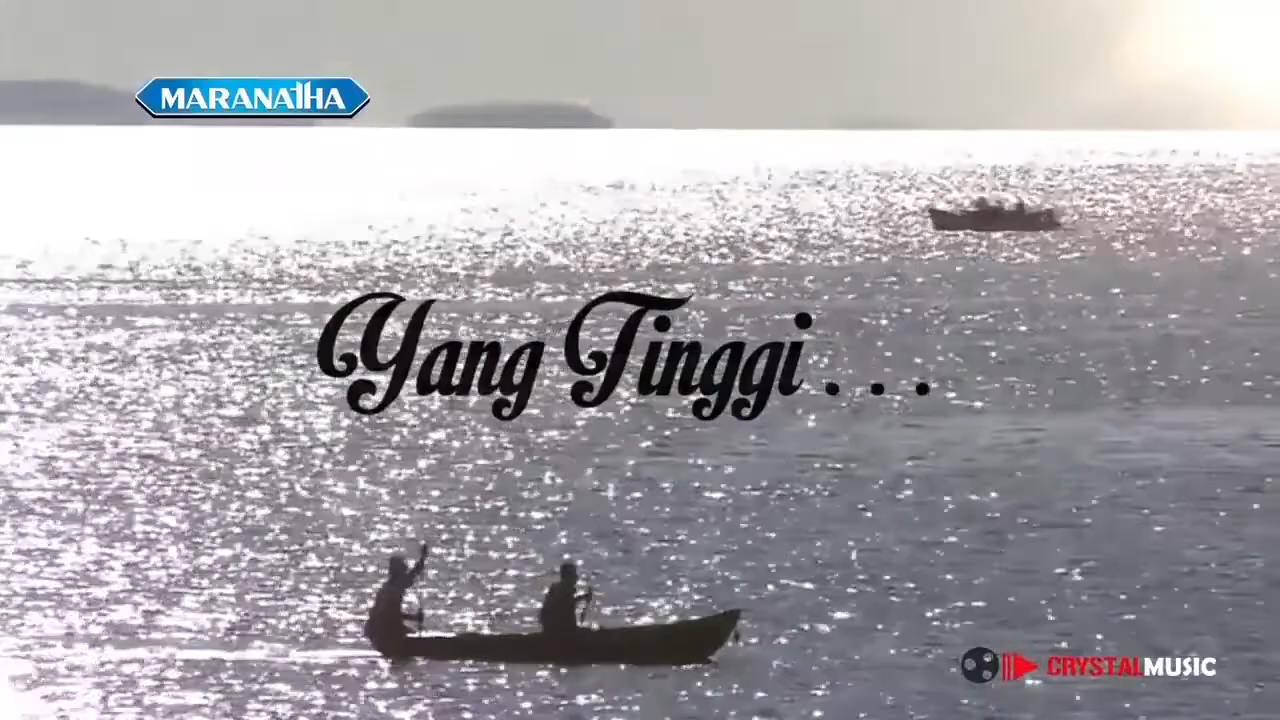 MARANATHA
Yang Tinggi . . .
CRYSTALMUSIC